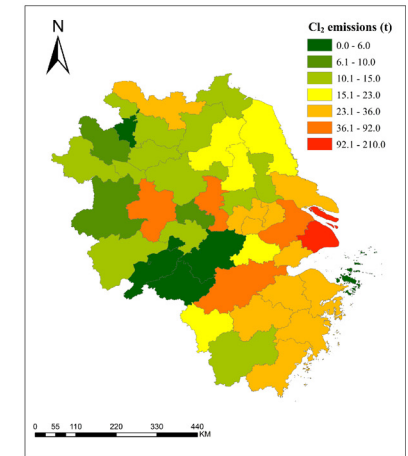 N
Cl₂ emissions (t)
0.0 - 6.0
6.1 - 10.0
10.1 - 15.0
15.1 - 23.0
23.1 - 36.0
36.1 - 92.0
92.1 - 210.0
0 55 110 220 330 440
KM